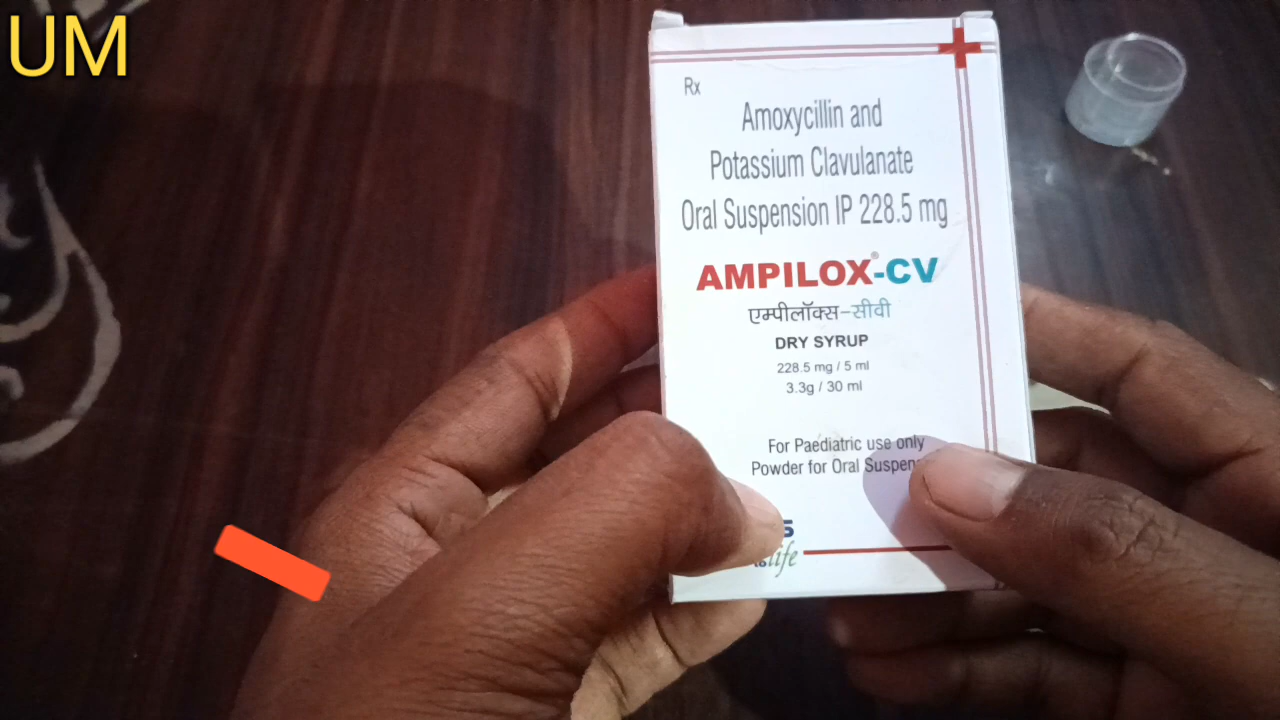 UM
Rx
Amoxycillin and
Potassium Clavulanate
Oral Suspension IP 228.5 mg
AMPILOX®-CV
एम्पीलॉक्स-सीवी
DRY SYRUP
228.5 mg / 5 ml
3.3g / 30 ml
For Paediatric use only
Powder for Oral
life